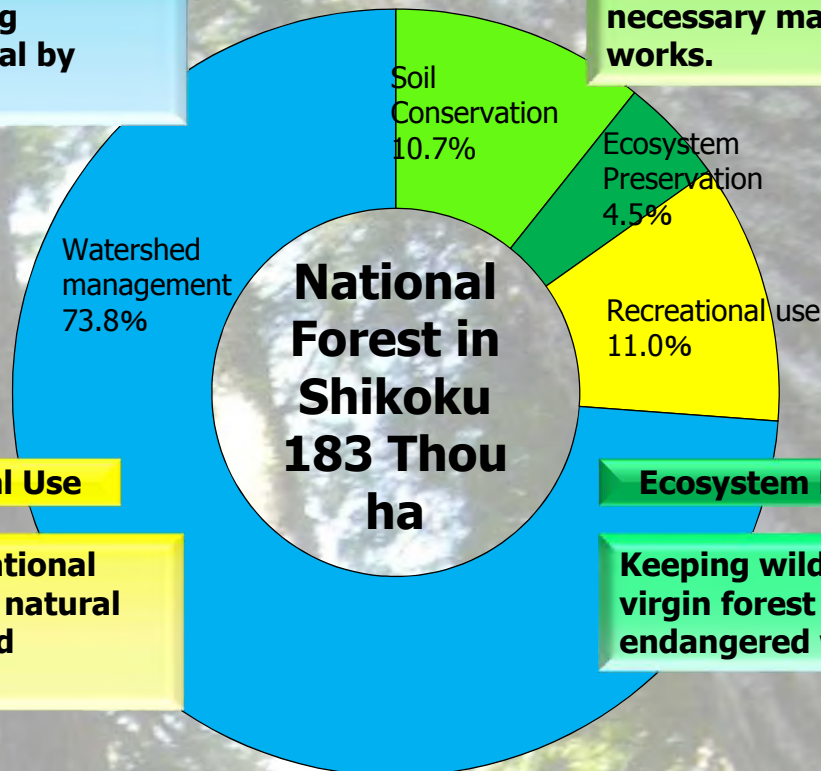 al by
necessary ma
works.
Soil
Conservation
10.7%
Ecosystem
Preservation
4.5%
Watershed
management
73.8%
Recreational use
11.0%
National
Forest in
Shikoku
183 Thou
ha
l Use
Ecosystem
tional
natural
d
Keeping wild
virgin forest
endangered